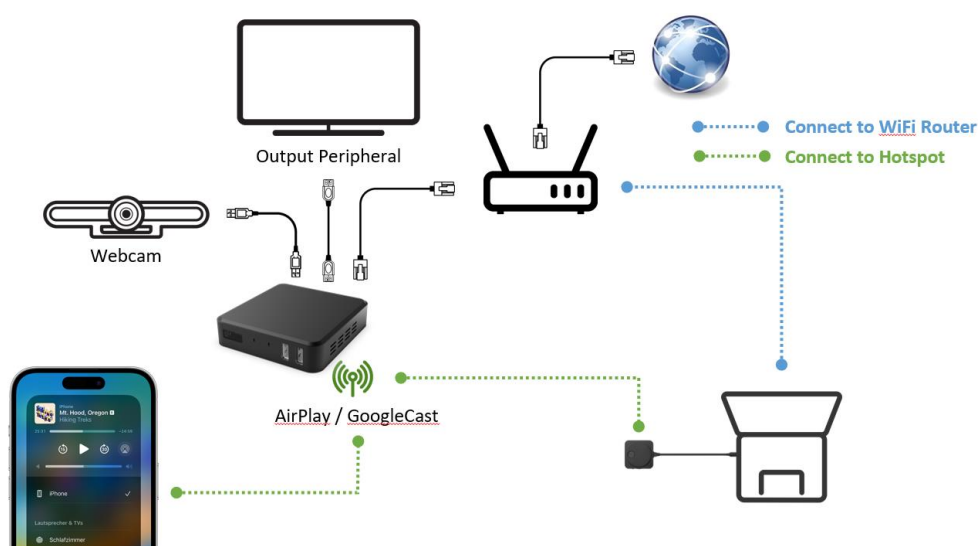 Output Peripheral
Connect to WiFi Router
Connect to Hotspot
Webcam
AirPlay / GoogleCast
iPhone
Mt. Hood, Oregon
Hiking Treks
iPhone
Lautsprecher & TVs
Schlafzimmer